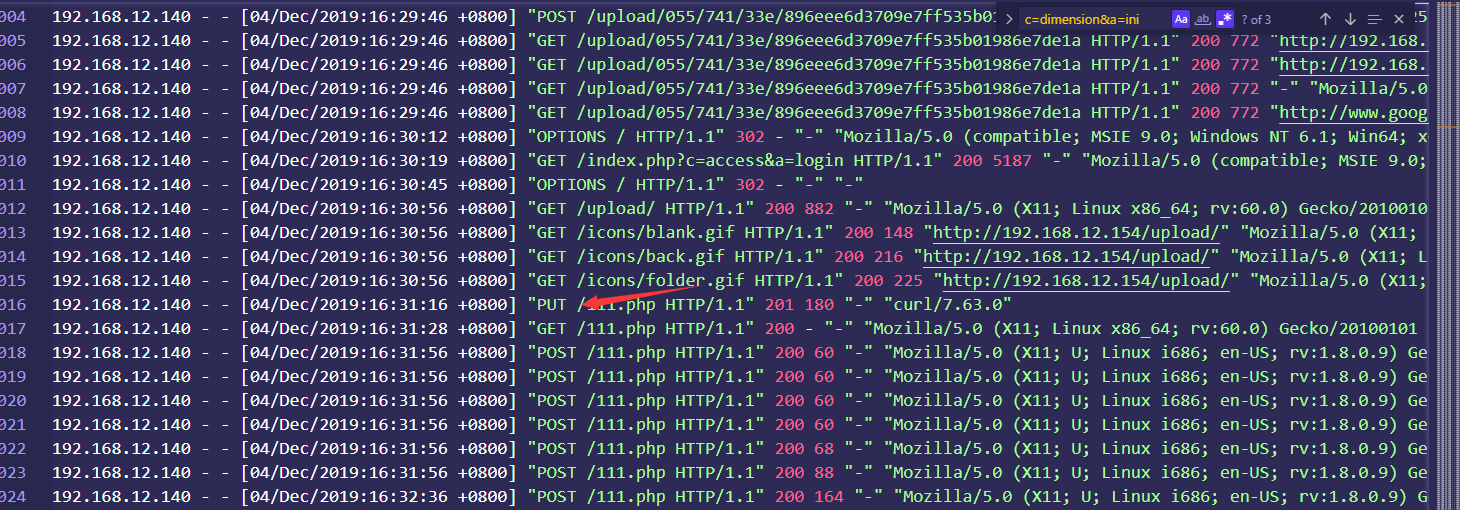 c=dimension&a=ini Aa ab .* ? of 3
004 192.168.12.140 - - [04/Dec/2019:16:29:46 +0800] "POST /upload/055/741/33e/896eee6d3709e7ff535b01
005 192.168.12.140 - - [04/Dec/2019:16:29:46 +0800] "GET /upload/055/741/33e/896eee6d3709e7ff535b01986e7de1a HTTP/1.1" 200 772 "http://192.168.
006 192.168.12.140 - - [04/Dec/2019:16:29:46 +0800] "GET /upload/055/741/33e/896eee6d3709e7ff535b01986e7de1a HTTP/1.1" 200 772 "http://192.168.
007 192.168.12.140 - - [04/Dec/2019:16:29:46 +0800] "GET /upload/055/741/33e/896eee6d3709e7ff535b01986e7de1a HTTP/1.1" 200 772 "-" "Mozilla/5.0
008 192.168.12.140 - - [04/Dec/2019:16:29:46 +0800] "GET /upload/055/741/33e/896eee6d3709e7ff535b01986e7de1a HTTP/1.1" 200 772 "http://www.goog
009 192.168.12.140 - - [04/Dec/2019:16:30:12 +0800] "OPTIONS / HTTP/1.1" 302 - "-" "Mozilla/5.0 (compatible; MSIE 9.0; Windows NT 6.1; Win64; x
010 192.168.12.140 - - [04/Dec/2019:16:30:19 +0800] "GET /index.php?c=access&a=login HTTP/1.1" 200 5187 "-" "Mozilla/5.0 (compatible; MSIE 9.0;
011 192.168.12.140 - - [04/Dec/2019:16:30:45 +0800] "OPTIONS / HTTP/1.1" 302 - "-" "-"
012 192.168.12.140 - - [04/Dec/2019:16:30:56 +0800] "GET /upload/ HTTP/1.1" 200 882 "-" "Mozilla/5.0 (X11; Linux x86_64; rv:60.0) Gecko/2010010
013 192.168.12.140 - - [04/Dec/2019:16:30:56 +0800] "GET /icons/blank.gif HTTP/1.1" 200 148 "http://192.168.12.154/upload/" "Mozilla/5.0 (X11;
014 192.168.12.140 - - [04/Dec/2019:16:30:56 +0800] "GET /icons/back.gif HTTP/1.1" 200 216 "http://192.168.12.154/upload/" "Mozilla/5.0 (X11; L
015 192.168.12.140 - - [04/Dec/2019:16:30:56 +0800] "GET /icons/folder.gif HTTP/1.1" 200 225 "http://192.168.12.154/upload/" "Mozilla/5.0 (X11;
016 192.168.12.140 - - [04/Dec/2019:16:31:16 +0800] "PUT /111.php HTTP/1.1" 201 180 "-" "curl/7.63.0"
017 192.168.12.140 - - [04/Dec/2019:16:31:28 +0800] "GET /111.php HTTP/1.1" 200 - "-" "Mozilla/5.0 (X11; Linux x86_64; rv:60.0) Gecko/20100101
018 192.168.12.140 - - [04/Dec/2019:16:31:56 +0800] "POST /111.php HTTP/1.1" 200 60 "-" "Mozilla/5.0 (X11; U; Linux i686; en-US; rv:1.8.0.9) Ge
019 192.168.12.140 - - [04/Dec/2019:16:31:56 +0800] "POST /111.php HTTP/1.1" 200 60 "-" "Mozilla/5.0 (X11; U; Linux i686; en-US; rv:1.8.0.9) Ge
020 192.168.12.140 - - [04/Dec/2019:16:31:56 +0800] "POST /111.php HTTP/1.1" 200 60 "-" "Mozilla/5.0 (X11; U; Linux i686; en-US; rv:1.8.0.9) Ge
021 192.168.12.140 - - [04/Dec/2019:16:31:56 +0800] "POST /111.php HTTP/1.1" 200 60 "-" "Mozilla/5.0 (X11; U; Linux i686; en-US; rv:1.8.0.9) Ge
022 192.168.12.140 - - [04/Dec/2019:16:31:56 +0800] "POST /111.php HTTP/1.1" 200 68 "-" "Mozilla/5.0 (X11; U; Linux i686; en-US; rv:1.8.0.9) Ge
023 192.168.12.140 - - [04/Dec/2019:16:31:56 +0800] "POST /111.php HTTP/1.1" 200 88 "-" "Mozilla/5.0 (X11; U; Linux i686; en-US; rv:1.8.0.9) Ge
024 192.168.12.140 - - [04/Dec/2019:16:32:36 +0800] "POST /111.php HTTP/1.1" 200 164 "-" "Mozilla/5.0 (X11; U; Linux i686; en-US; rv:1.8.0.9) G